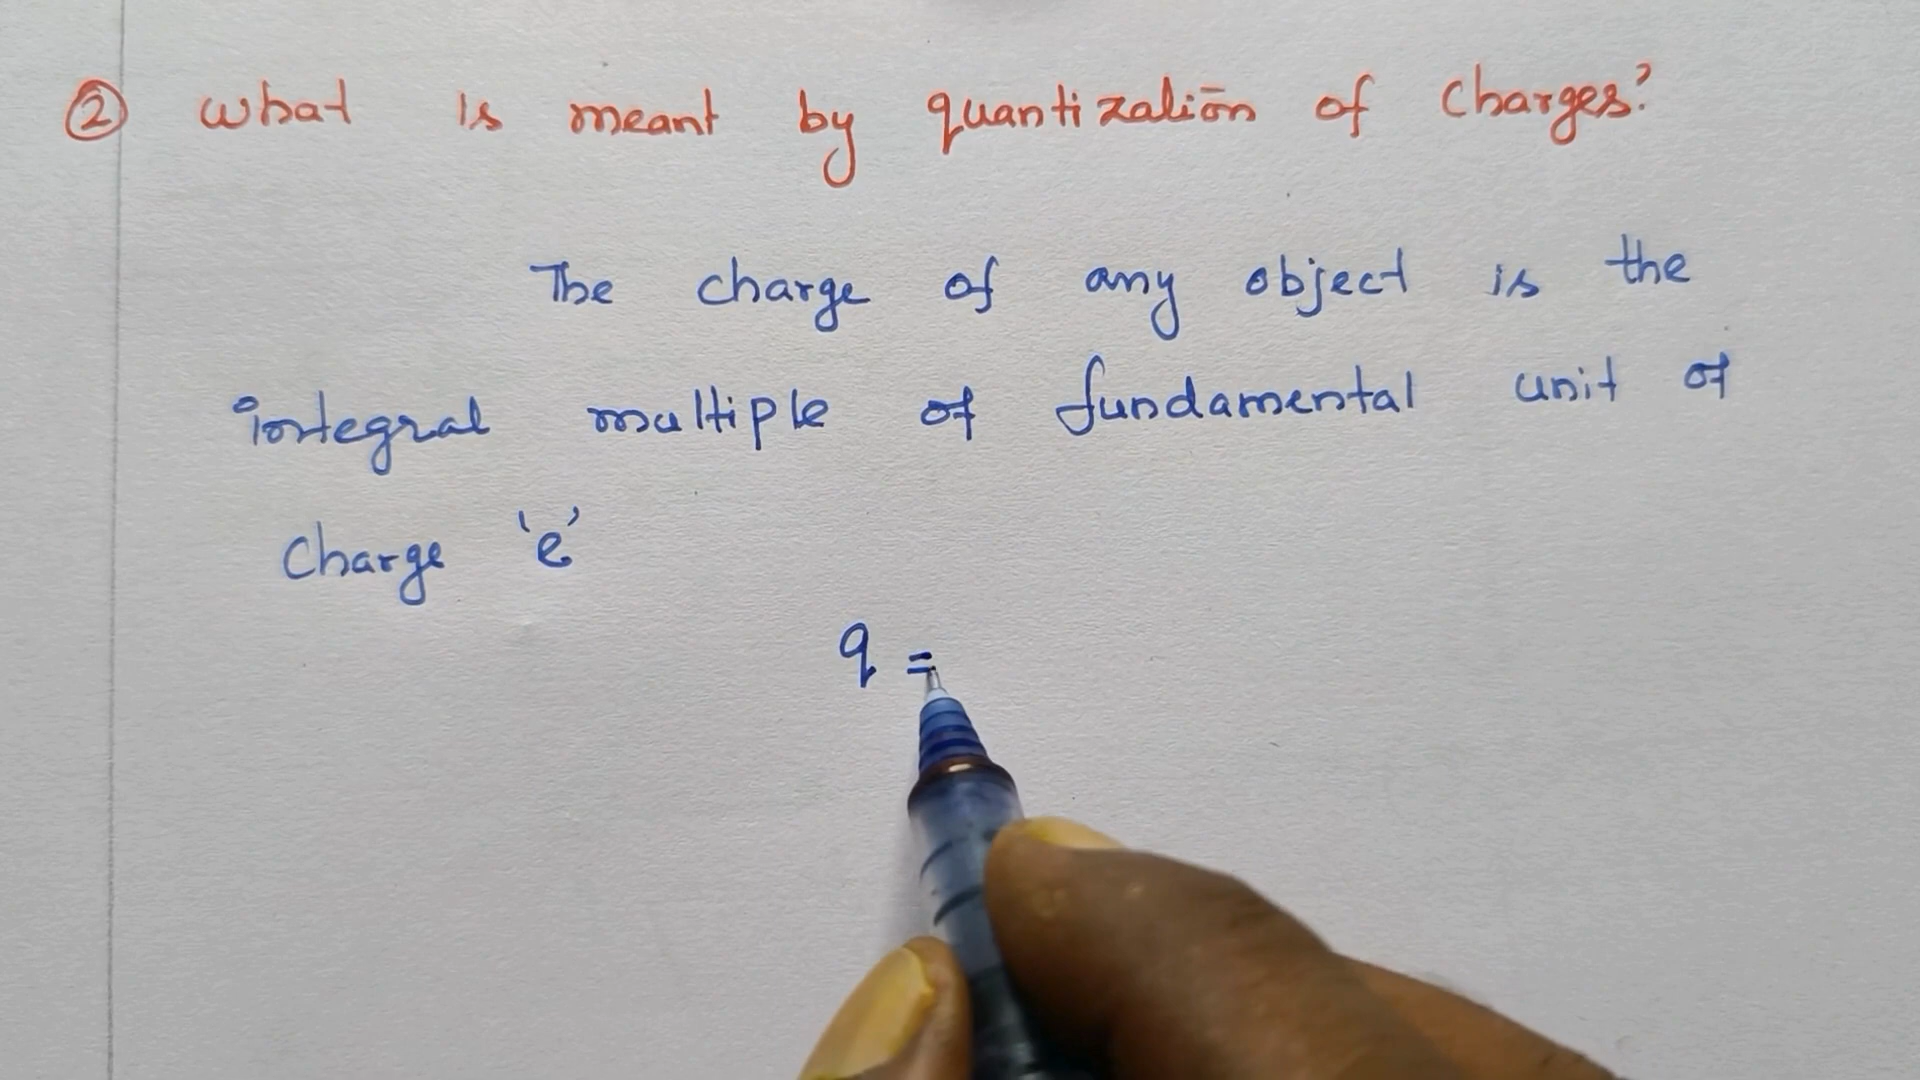 ② what is meant by quantization of charges?
The charge of any object is the
integral multiple of fundamental unit of
Charge 'e'
q =